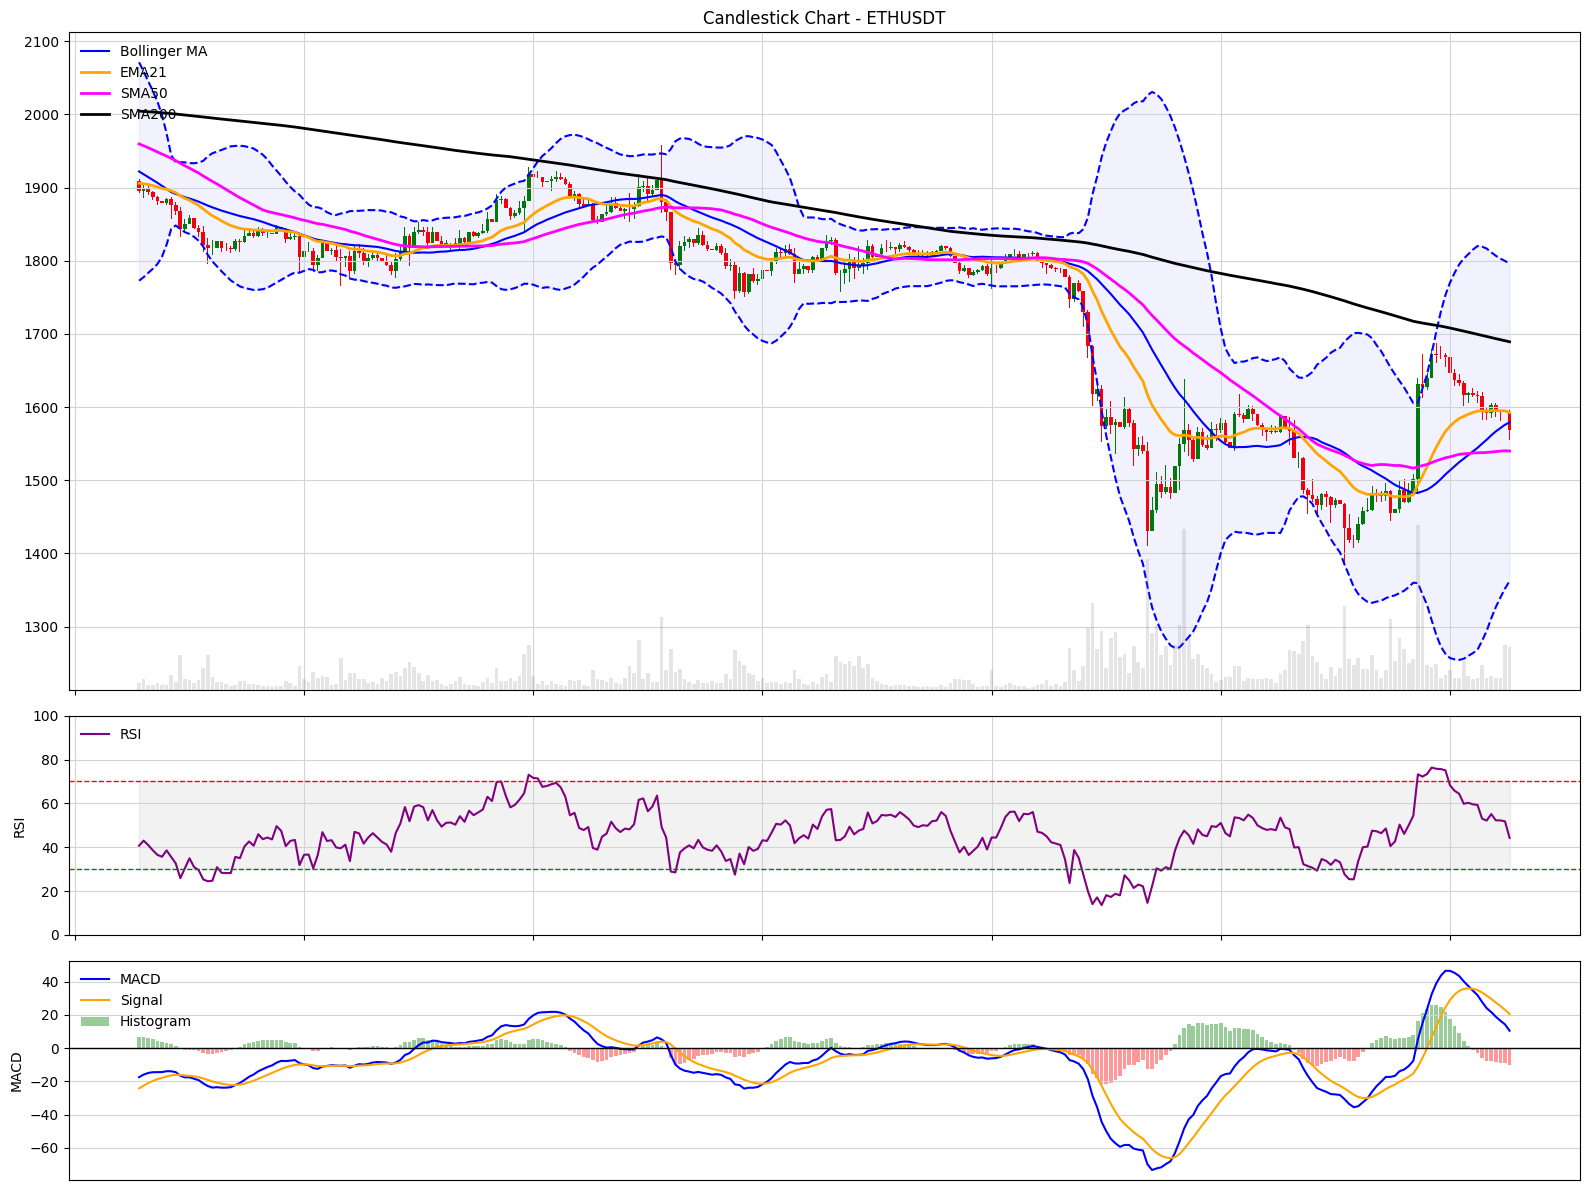 Candlestick Chart - ETHUSDT
2100
2000
1900
1800
1700
1600
1500
1400
1300
Bollinger MA
EMA21
SMA50
SMA200
100
80
60
40
20
0
RSI
RSI
40
20
0
−20
−40
−60
MACD
MACD
Signal
Histogram